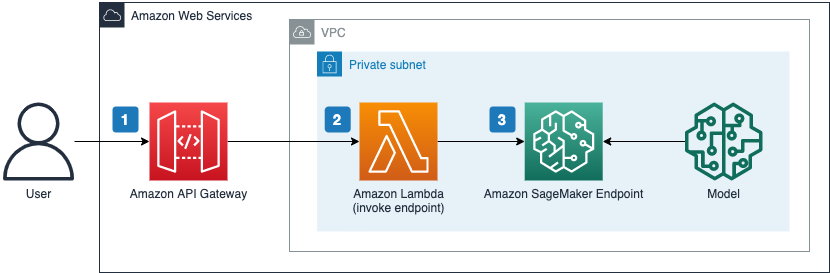 Amazon Web Services
VPC
Private subnet
1
2
3
</>
User
Amazon API Gateway
Amazon Lambda
(invoke endpoint)
Amazon SageMaker Endpoint
Model